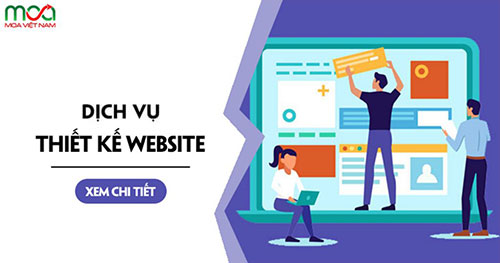 moa
MOA VIỆT NAM
DỊCH VỤ
THIẾT KẾ WEBSITE
XEM CHI TIẾT